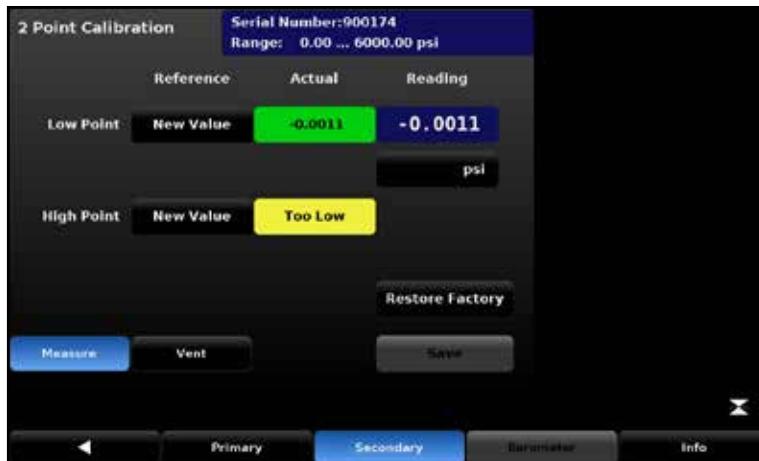 2 Point Calibration
Serial Number:900174
Range: 0.00 ... 6000.00 psi
Reference Actual Reading
Low Point New Value -0.0011 -0.0011
psi
High Point New Value Too Low
Restore Factory
Measure Vent Save
Primary Secondary Barometer Info